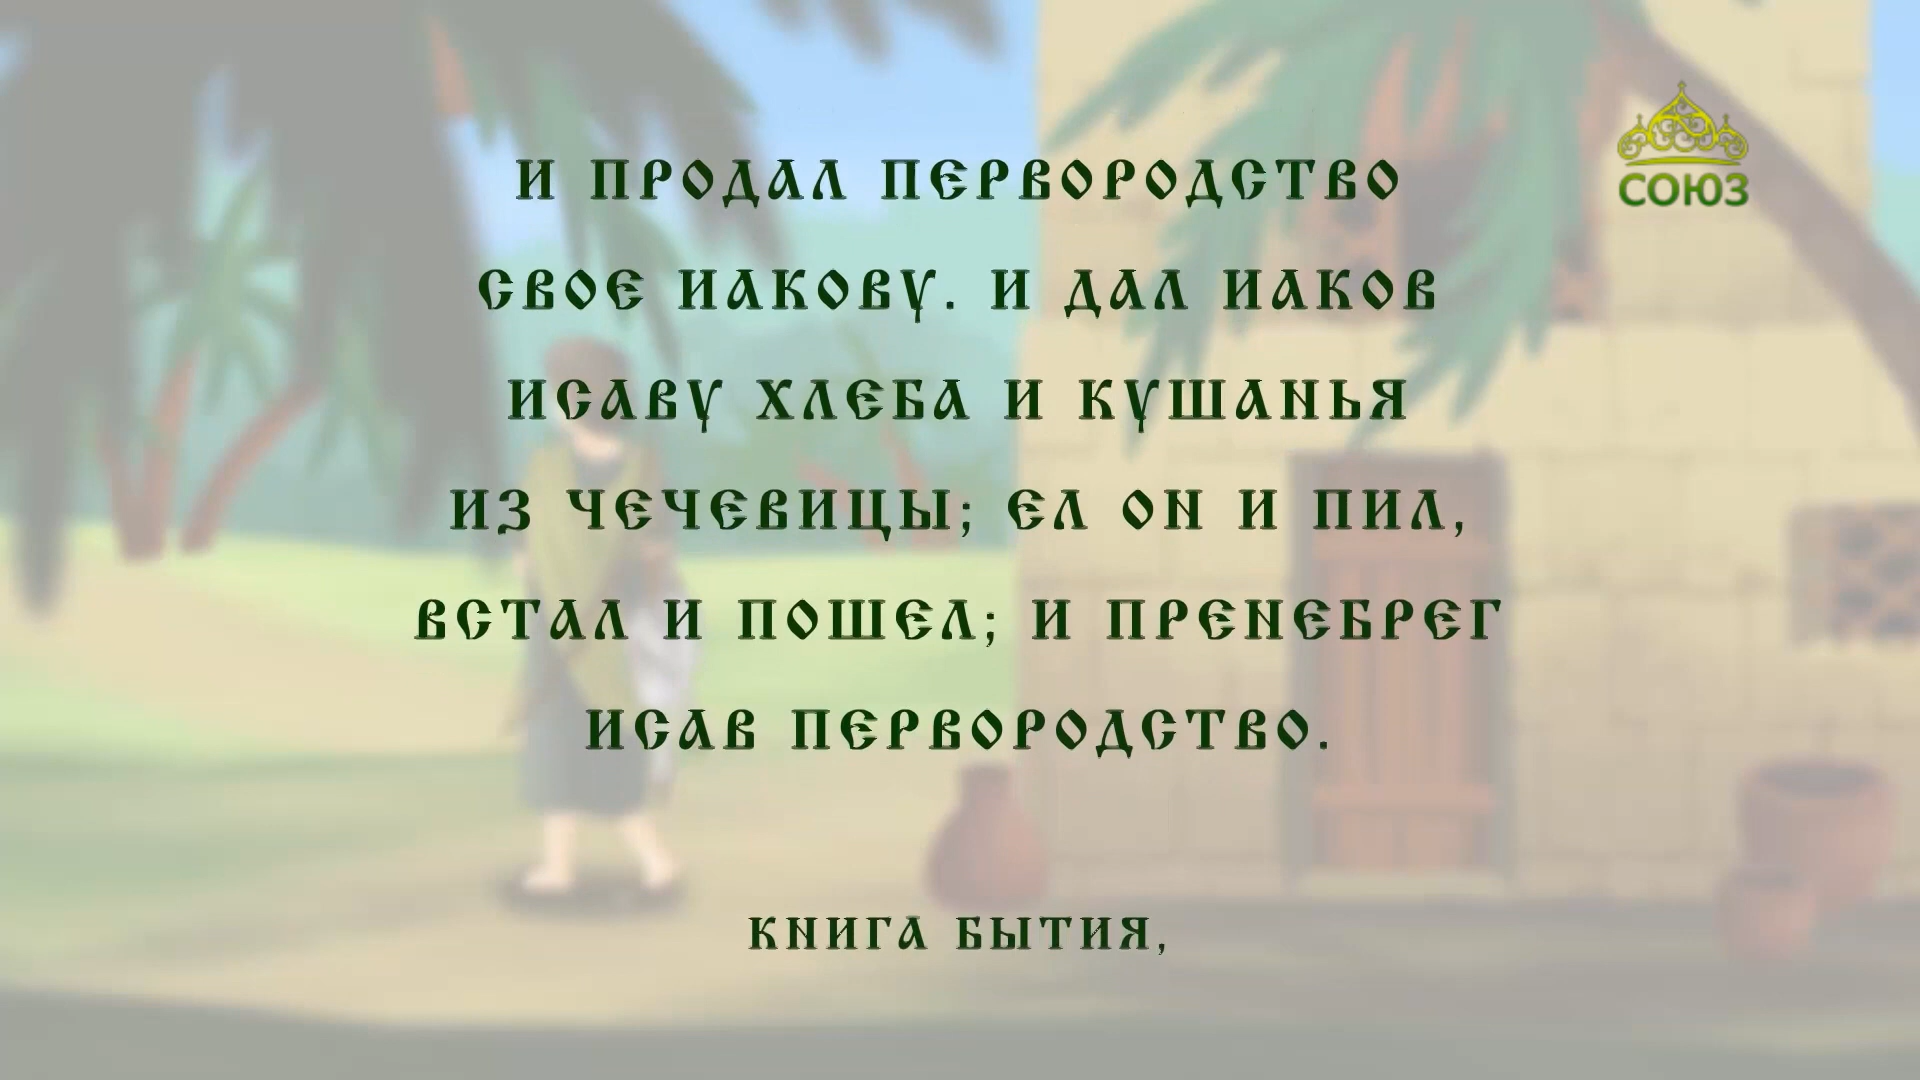 И ПРОДАЛ ПЕРВОРОДСТВО
СОЮЗ
СВОЕ ИАКОВУ. И ДАЛ ИАКОВ
ИСАВУ ХЛЕБА И КУШАНЬЯ
ИЗ ЧЕЧЕВИЦЫ; ЕЛ ОН И ПИЛ,
ВСТАЛ И ПОШЕЛ; И ПРЕНЕБРЕГ
ИСАВ ПЕРВОРОДСТВО.
КНИГА БЫТИЯ,